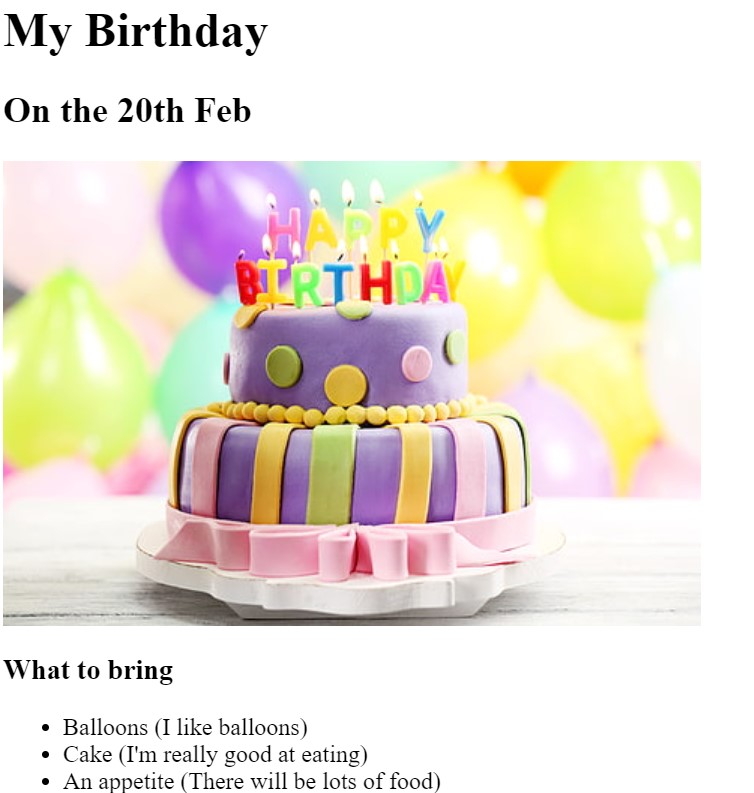 My Birthday
On the 20th Feb
HAPPY
BIRTHDAY
What to bring
Balloons (I like balloons)
Cake (I'm really good at eating)
An appetite (There will be lots of food)